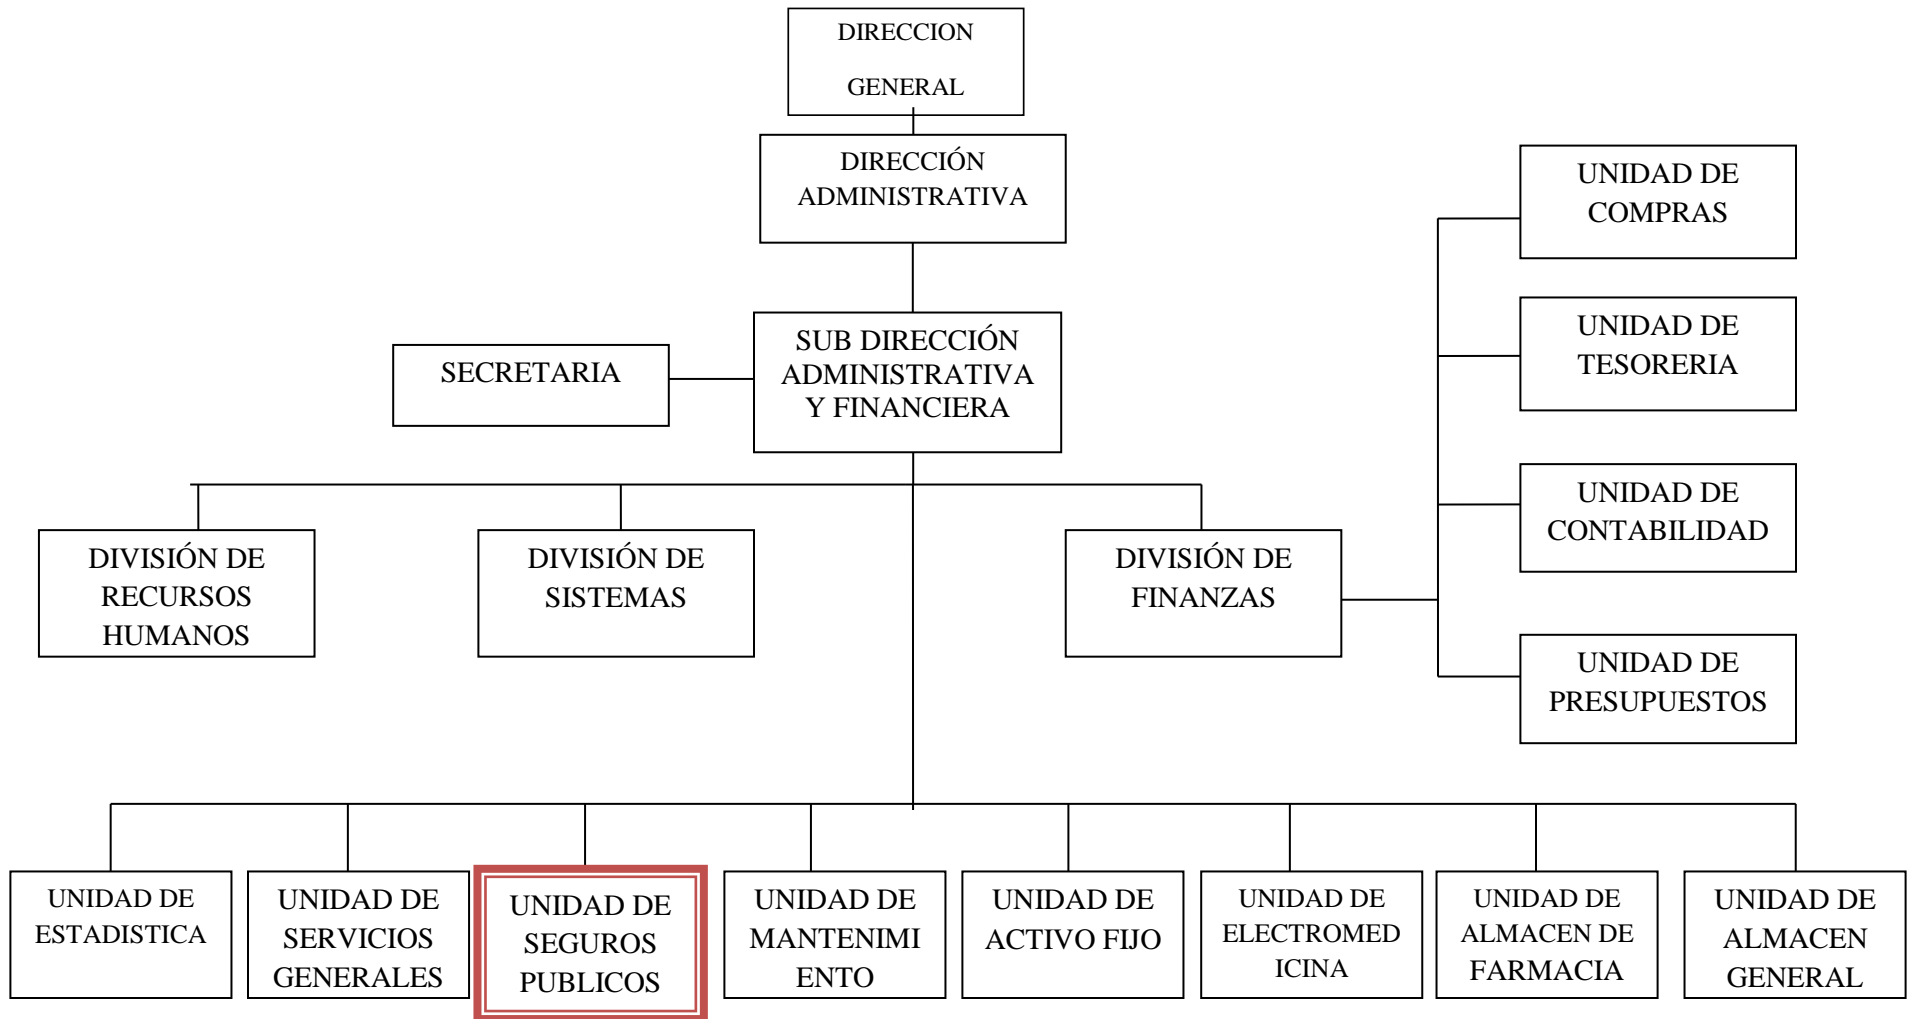 DIRECCION
GENERAL
DIRECCIÓN
ADMINISTRATIVA
UNIDAD DE
COMPRAS
UNIDAD DE
TESORERIA
SUB DIRECCIÓN
ADMINISTRATIVA
Y FINANCIERA
SECRETARIA
UNIDAD DE
CONTABILIDAD
DIVISIÓN DE
RECURSOS
HUMANOS
DIVISIÓN DE
SISTEMAS
DIVISIÓN DE
FINANZAS
UNIDAD DE
PRESUPUESTOS
UNIDAD DE
ESTADISTICA
UNIDAD DE
SERVICIOS
GENERALES
UNIDAD DE
SEGUROS
PUBLICOS
UNIDAD DE
MANTENIMI
ENTO
UNIDAD DE
ACTIVO FIJO
UNIDAD DE
ELECTROMED
ICINA
UNIDAD DE
ALMACEN DE
FARMACIA
UNIDAD DE
ALMACEN
GENERAL